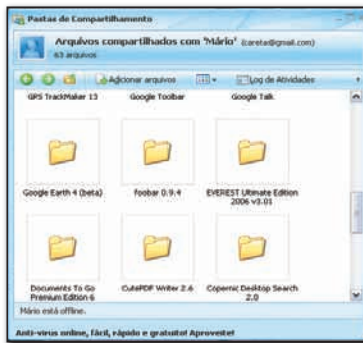 Pastas de Compartilhamento
Arquivos compartilhados com 'Mário' (careta@gmail.com)
63 arquivos
Adicionar arquivos
Log de Atividades
GPS TrackMaker 13
Google Toolbar
Google Talk
Google Earth 4 (beta)
foobar 0.9.4
EVEREST Ultimate Edition
2006 v3.01
Documents To Go
Premium Edition 6
CutePDF Writer 2.6
Copernic Desktop Search
2.0
Mário está offline.
Anti-virus online, fácil, rápido e gratuito! Aproveite!